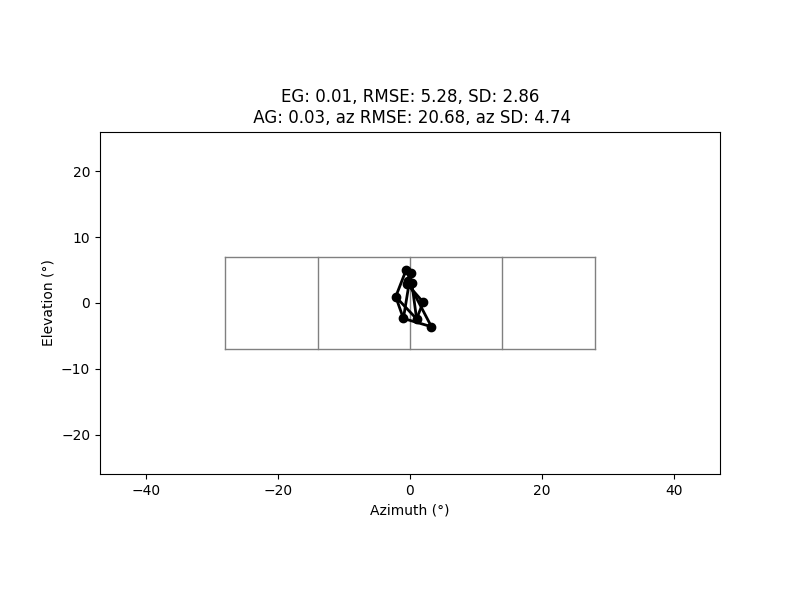 EG: 0.01, RMSE: 5.28, SD: 2.86
AG: 0.03, az RMSE: 20.68, az SD: 4.74
20
10
0
−10
−20
Elevation (°)
−40
−20
0
20
40
Azimuth (°)